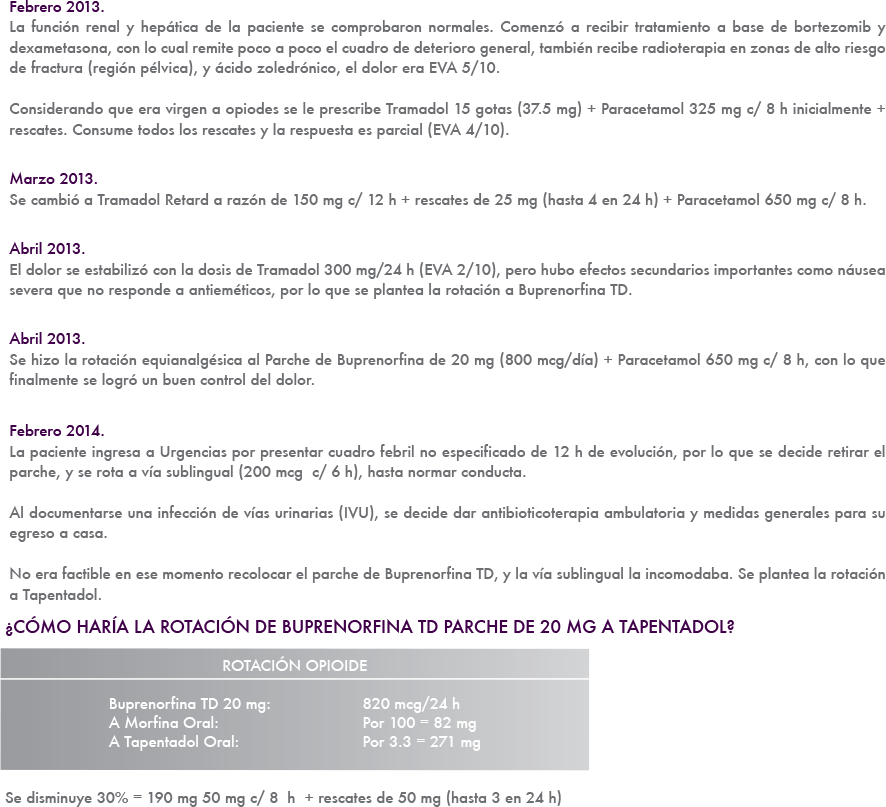 Febrero 2013.
La función renal y hepática de la paciente se comprobaron normales. Comenzó a recibir tratamiento a base de bortezomib y
dexametasona, con lo cual remite poco a poco el cuadro de deterioro general, también recibe radioterapia en zonas de alto riesgo
de fractura (región pélvica), y ácido zoledrónico, el dolor era EVA 5/10.
Considerando que era virgen a opiodes se le prescribe Tramadol 15 gotas (37.5 mg) + Paracetamol 325 mg c/ 8 h inicialmente +
rescates. Consume todos los rescates y la respuesta es parcial (EVA 4/10).
Marzo 2013.
Se cambió a Tramadol Retard a razón de 150 mg c/ 12 h + rescates de 25 mg (hasta 4 en 24 h) + Paracetamol 650 mg c/ 8 h.
Abril 2013.
El dolor se estabilizó con la dosis de Tramadol 300 mg/24 h (EVA 2/10), pero hubo efectos secundarios importantes como náusea
severa que no responde a antieméticos, por lo que se plantea la rotación a Buprenorfina TD.
Abril 2013.
Se hizo la rotación equianalgésica al Parche de Buprenorfina de 20 mg (800 mcg/día) + Paracetamol 650 mg c/ 8 h, con lo que
finalmente se logró un buen control del dolor.
Febrero 2014.
La paciente ingresa a Urgencias por presentar cuadro febril no especificado de 12 h de evolución, por lo que se decide retirar el
parche, y se rota a vía sublingual (200 mcg c/ 6 h), hasta normar conducta.
Al documentarse una infección de vías urinarias (IVU), se decide dar antibioticoterapia ambulatoria y medidas generales para su
egreso a casa.
No era factible en ese momento recolocar el parche de Buprenorfina TD, y la vía sublingual la incomodaba. Se plantea la rotación
a Tapentadol.
¿CÓMO HARÍA LA ROTACIÓN DE BUPRENORFINA TD PARCHE DE 20 MG A TAPENTADOL?
ROTACIÓN OPIOIDE
Buprenorfina TD 20 mg: 820 mcg/24 h
A Morfina Oral: Por 100 = 82 mg
A Tapentadol Oral: Por 3.3 = 271 mg
Se disminuye 30% = 190 mg 50 mg c/ 8 h + rescates de 50 mg (hasta 3 en 24 h)